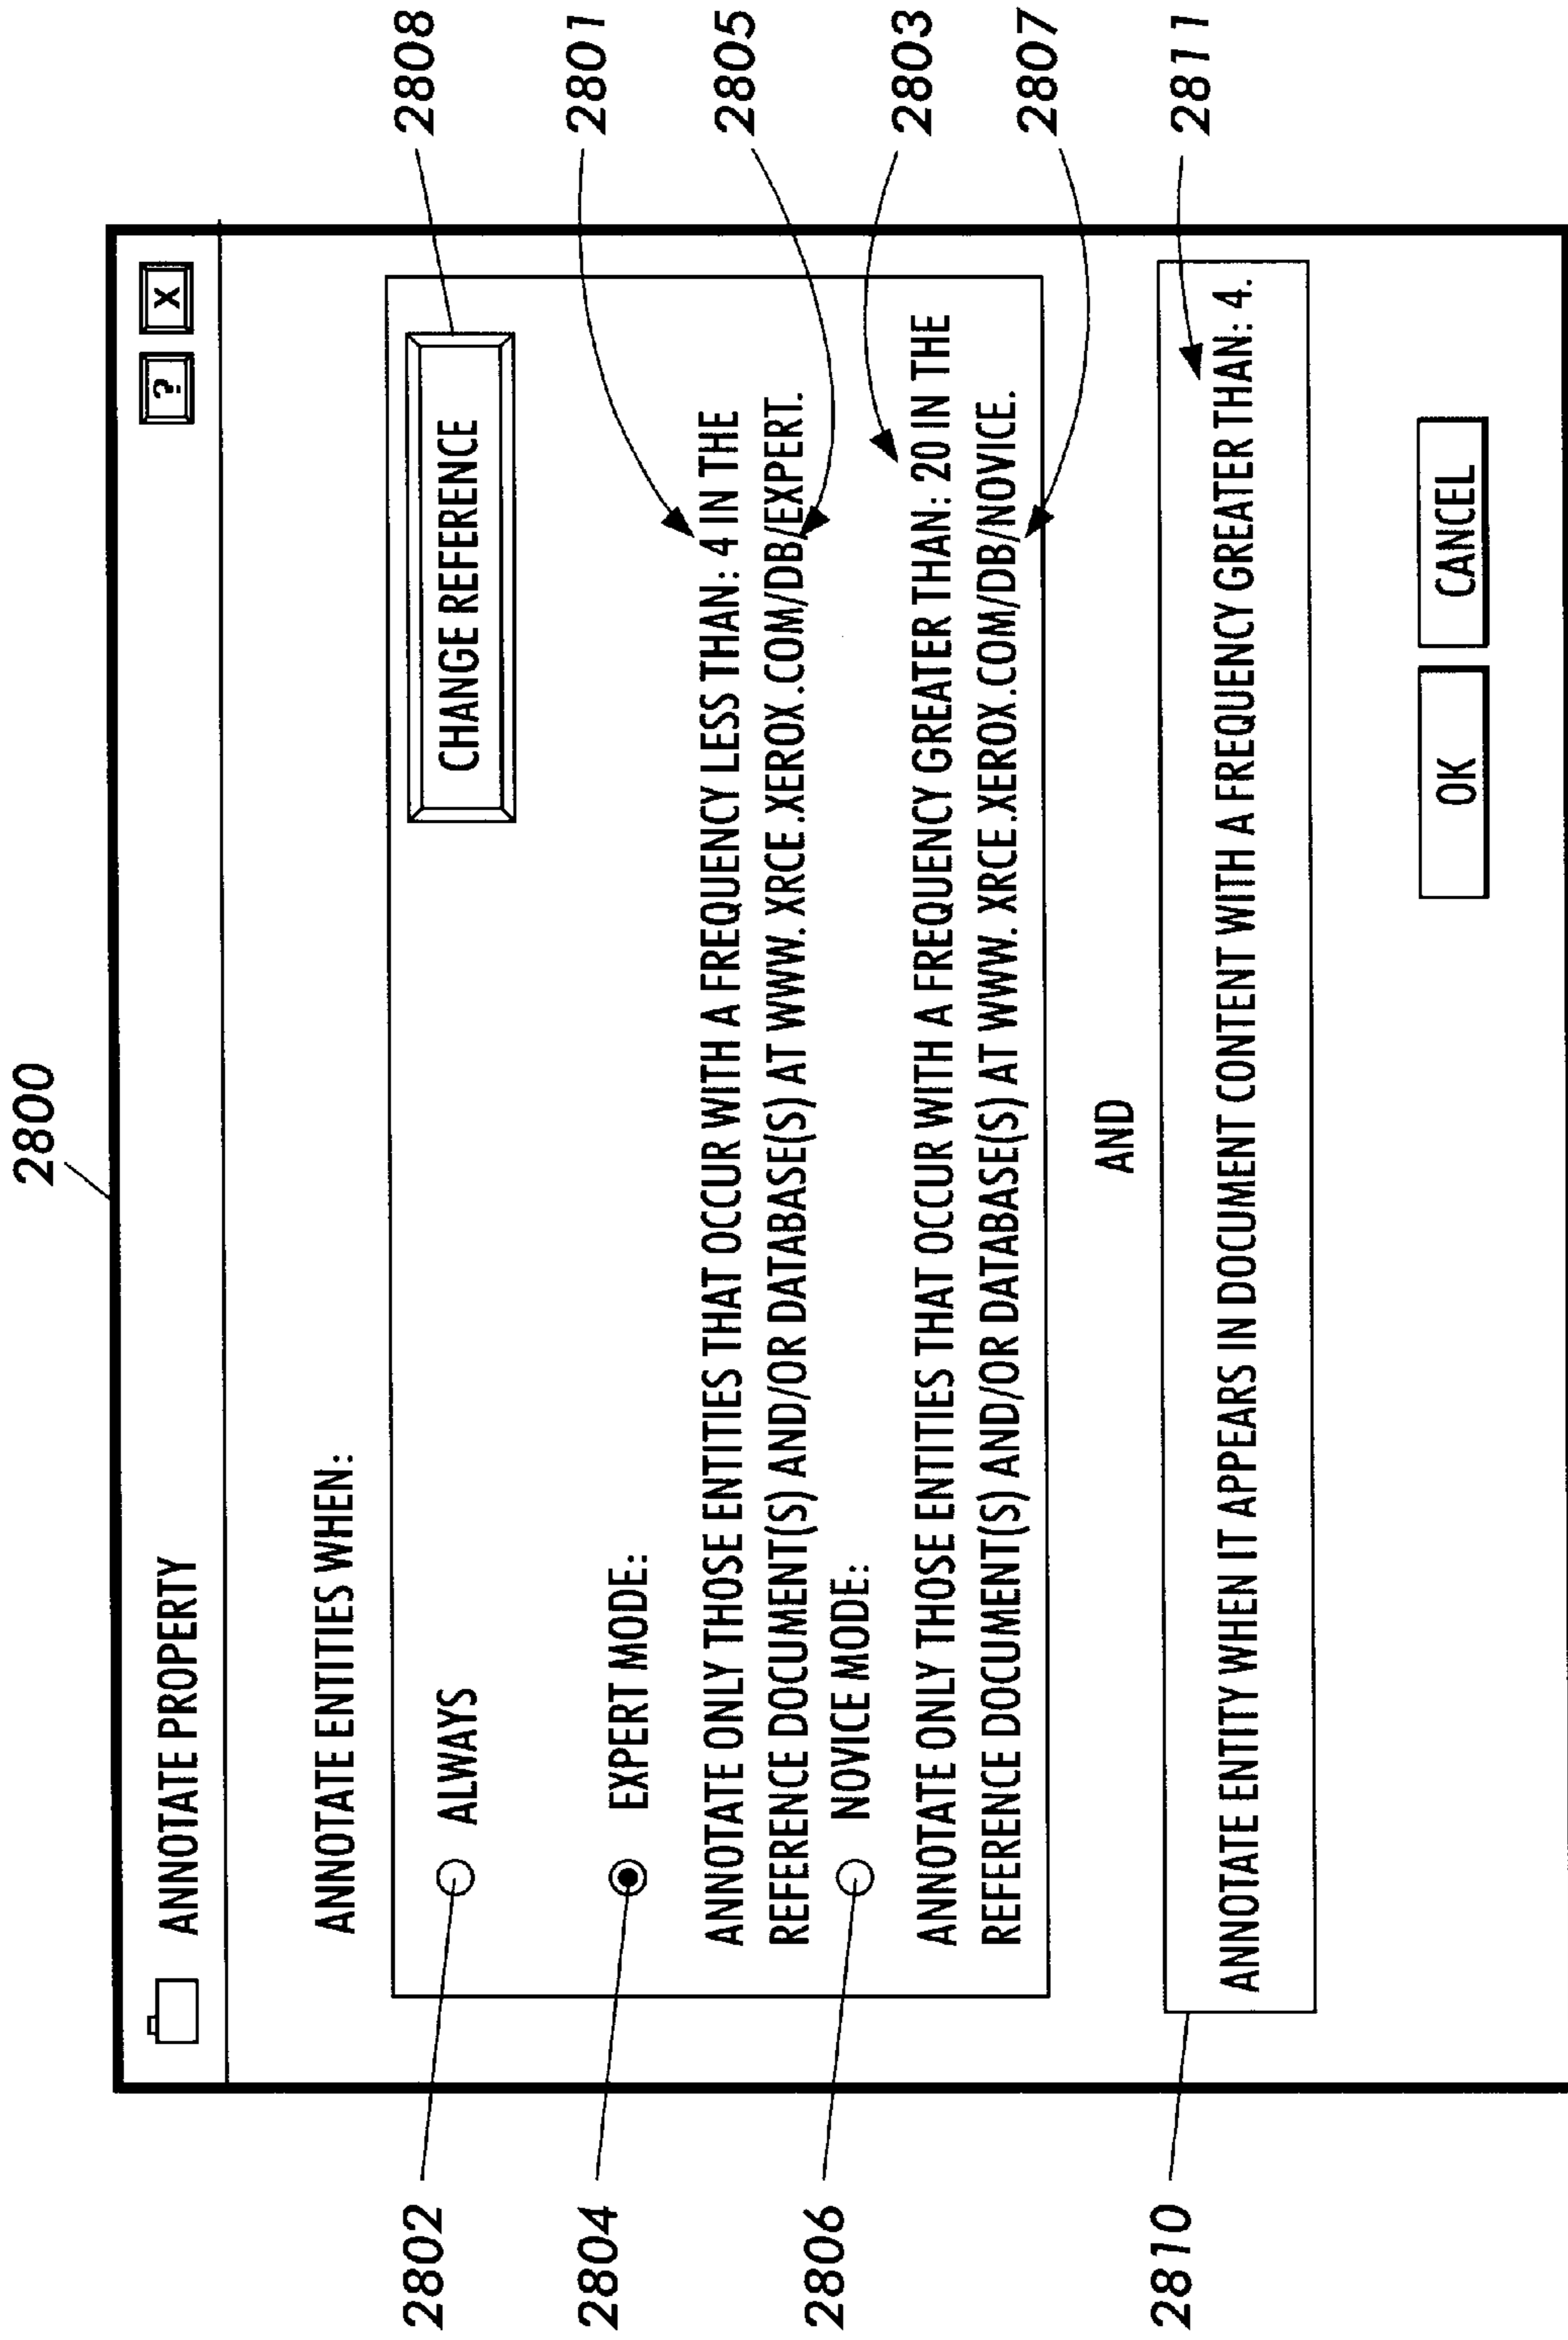 2800
ANNOTATE PROPERTY
? X
ANNOTATE ENTITIES WHEN:
2802
ALWAYS
CHANGE REFERENCE
2808
2804
EXPERT MODE:
2801
ANNOTATE ONLY THOSE ENTITIES THAT OCCUR WITH A FREQUENCY LESS THAN: 4 IN THE
REFERENCE DOCUMENT(S) AND/OR DATABASE(S) AT WWW. XRCE.XEROX.COM/DB/EXPERT.
2805
2806
NOVICE MODE:
2803
ANNOTATE ONLY THOSE ENTITIES THAT OCCUR WITH A FREQUENCY GREATER THAN: 20 IN THE
REFERENCE DOCUMENT(S) AND/OR DATABASE(S) AT WWW. XRCE.XEROX.COM/DB/NOVICE.
2807
AND
2810
2811
ANNOTATE ENTITY WHEN IT APPEARS IN DOCUMENT CONTENT WITH A FREQUENCY GREATER THAN: 4.
OK
CANCEL